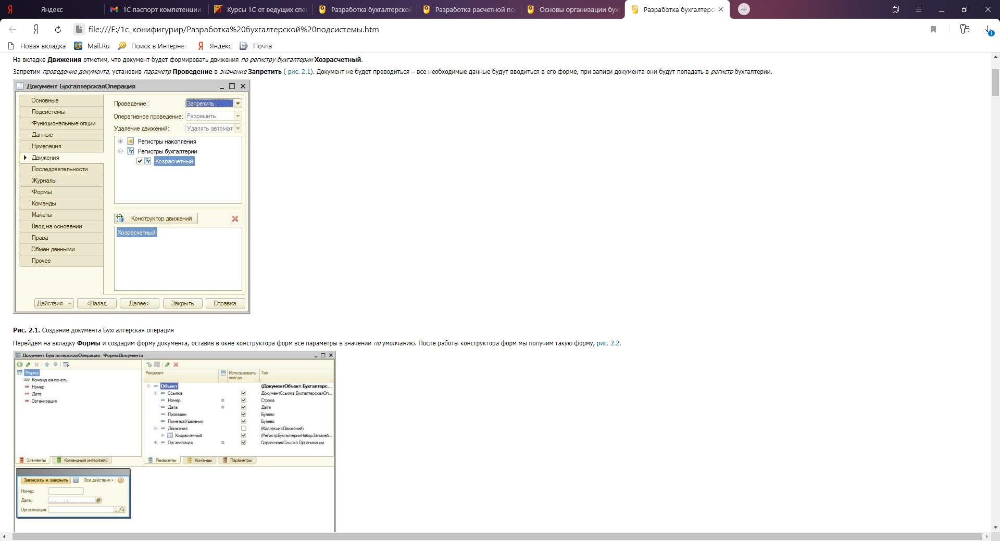 Яндекс
1С паспорт компетенции
Курсы 1С от ведущих спе
Разработка бухгалтерской
Разработка расчетной по
Основы организации бух
Разработка бухгалтерс
file:///E:/1с_конифигурир/Разработка%20бухгалтерской%20подсистемы.htm
1
Новая вкладка
Mail.Ru
Поиск в Интернет
Яндекс
Почта
На вкладке Движения отметим, что документ будет формировать движения по регистру бухгалтерии Хозрасчетный.
Запретим проведение документа, установив параметр Проведение в значение Запретить ( рис. 2.1). Документ не будет проводиться – все необходимые данные будут вводиться в его форме, при записи документа они будут попадать в регистр бухгалтерии.
Документ БухгалтерскаяОперация
Основные
Подсистемы
Функциональные опции
Данные
Нумерация
Движения
Последовательности
Журналы
Формы
Команды
Макеты
Ввод на основании
Права
Обмен данными
Прочее
Проведение: Запретить
Оперативное проведение: Разрешить
Удаление движений: Удалять автомат
Регистры накопления
Регистры бухгалтерии
Хозрасчетный
Конструктор движений
Хозрасчетный
Действия
<Назад
Далее>
Закрыть
Справка
Рис. 2.1. Создание документа Бухгалтерская операция
Перейдем на вкладку Формы и создадим форму документа, оставив в окне конструктора форм все параметры в значении по умолчанию. После работы конструктора форм мы получим такую форму, рис. 2.2.
Документ БухгалтерскаяОперация: ФормаДокумента
Форма
Командная панель
Номер
Дата
Организация
Элементы
Командный интерфейс
Реквизит Использовать всегда Тип
Объект (ДокументОбъект.Бухгалтерс...
Ссылка ДокументСсылка.БухгалтерскаяОп...
Номер Строка
Дата Дата
Проведен Булево
ПометкаУдаления Булево
Движения (КоллекцияДвижений)
Хозрасчетный (РегистрБухгалтерииНаборЗаписей...
Организация СправочникСсылка.Организации
Реквизиты
Команды
Параметры
Записать и закрыть
Все действия
Номер:
Дата:
Организация: